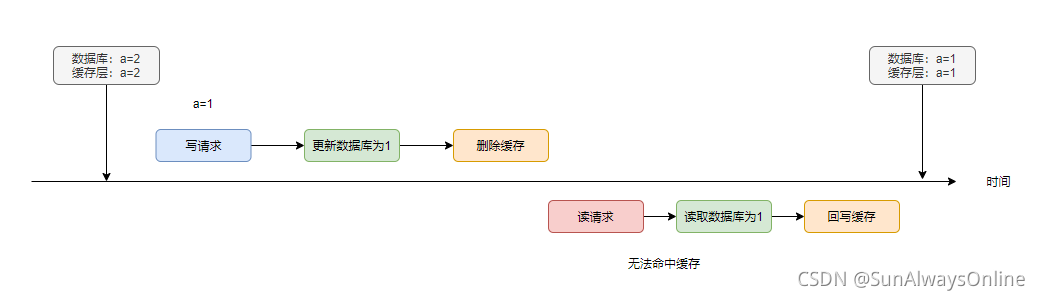 数据库：a=2
缓存层：a=2
数据库：a=1
缓存层：a=1
a=1
写请求
更新数据库为1
删除缓存
时间
读请求
读取数据库为1
回写缓存
无法命中缓存
CSDN @SunAlwaysOnline